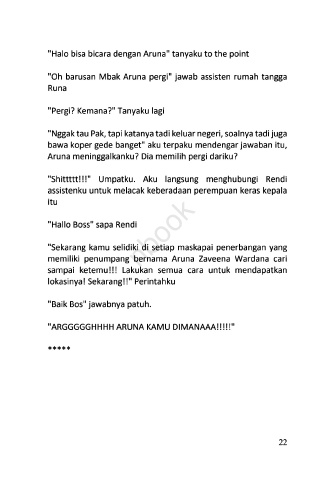 "Halo bisa bicara dengan Aruna" tanyaku to the point
"Oh barusan Mbak Aruna pergi" jawab assisten rumah tangga
Runa
"Pergi? Kemana?" Tanyaku lagi
"Nggak tau Pak, tapi katanya tadi keluar negeri, soalnya tadi juga
bawa koper gede banget" aku terpaku mendengar jawaban itu,
Aruna meninggalkanku? Dia memilih pergi dariku?
"Shittttt!!!" Umpatku. Aku langsung menghubungi Rendi
assistenku untuk melacak keberadaan perempuan keras kepala
itu
"Hallo Boss" sapa Rendi
"Sekarang kamu selidiki di setiap maskapai penerbangan yang
memiliki penumpang bernama Aruna Zaveena Wardana cari
sampai ketemu!!! Lakukan semua cara untuk mendapatkan
lokasinya! Sekarang!!" Perintahku
"Baik Bos" jawabnya patuh.
"ARGGGGGHHHH ARUNA KAMU DIMANAAA!!!!!"
*****
22